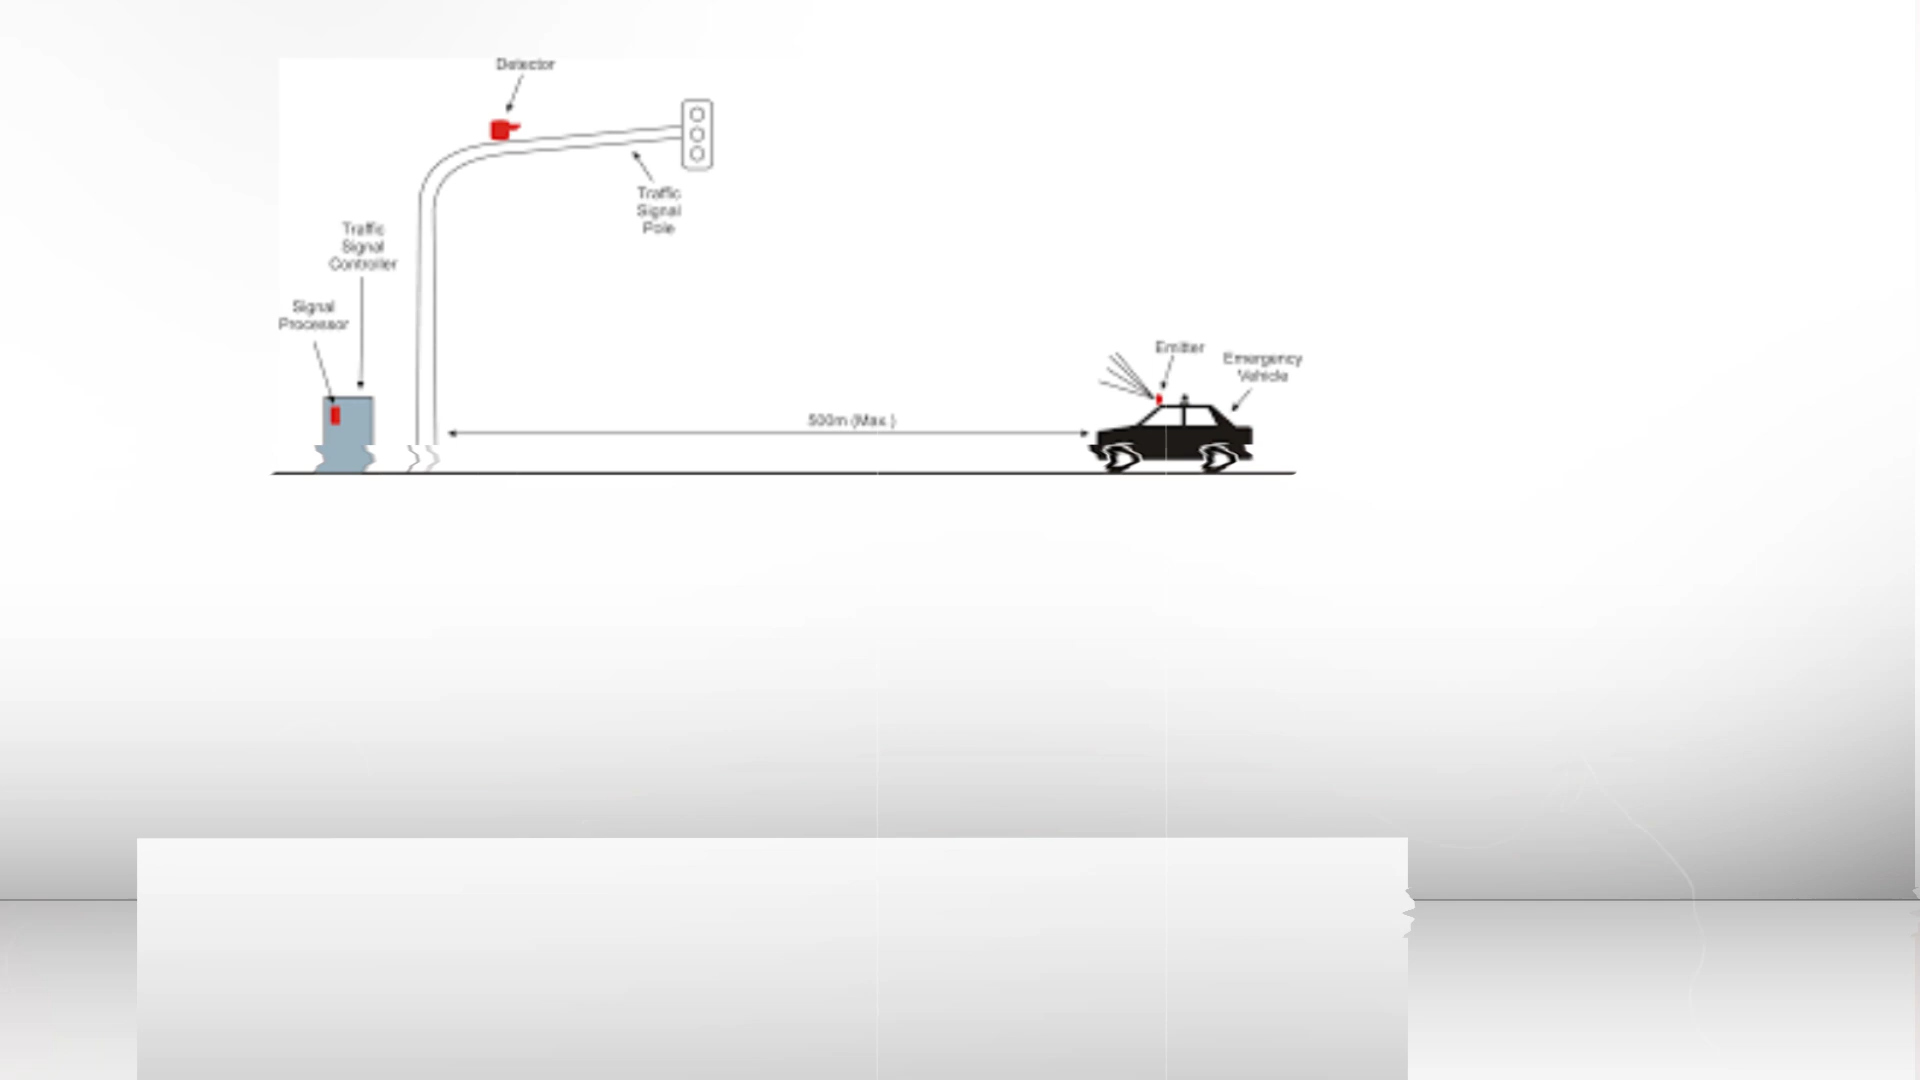 Detector
Traffic
Signal
Pole
Traffic
Signal
Controller
Signal
Processor
Emitter
Emergency
Vehicle
500m (Max.)